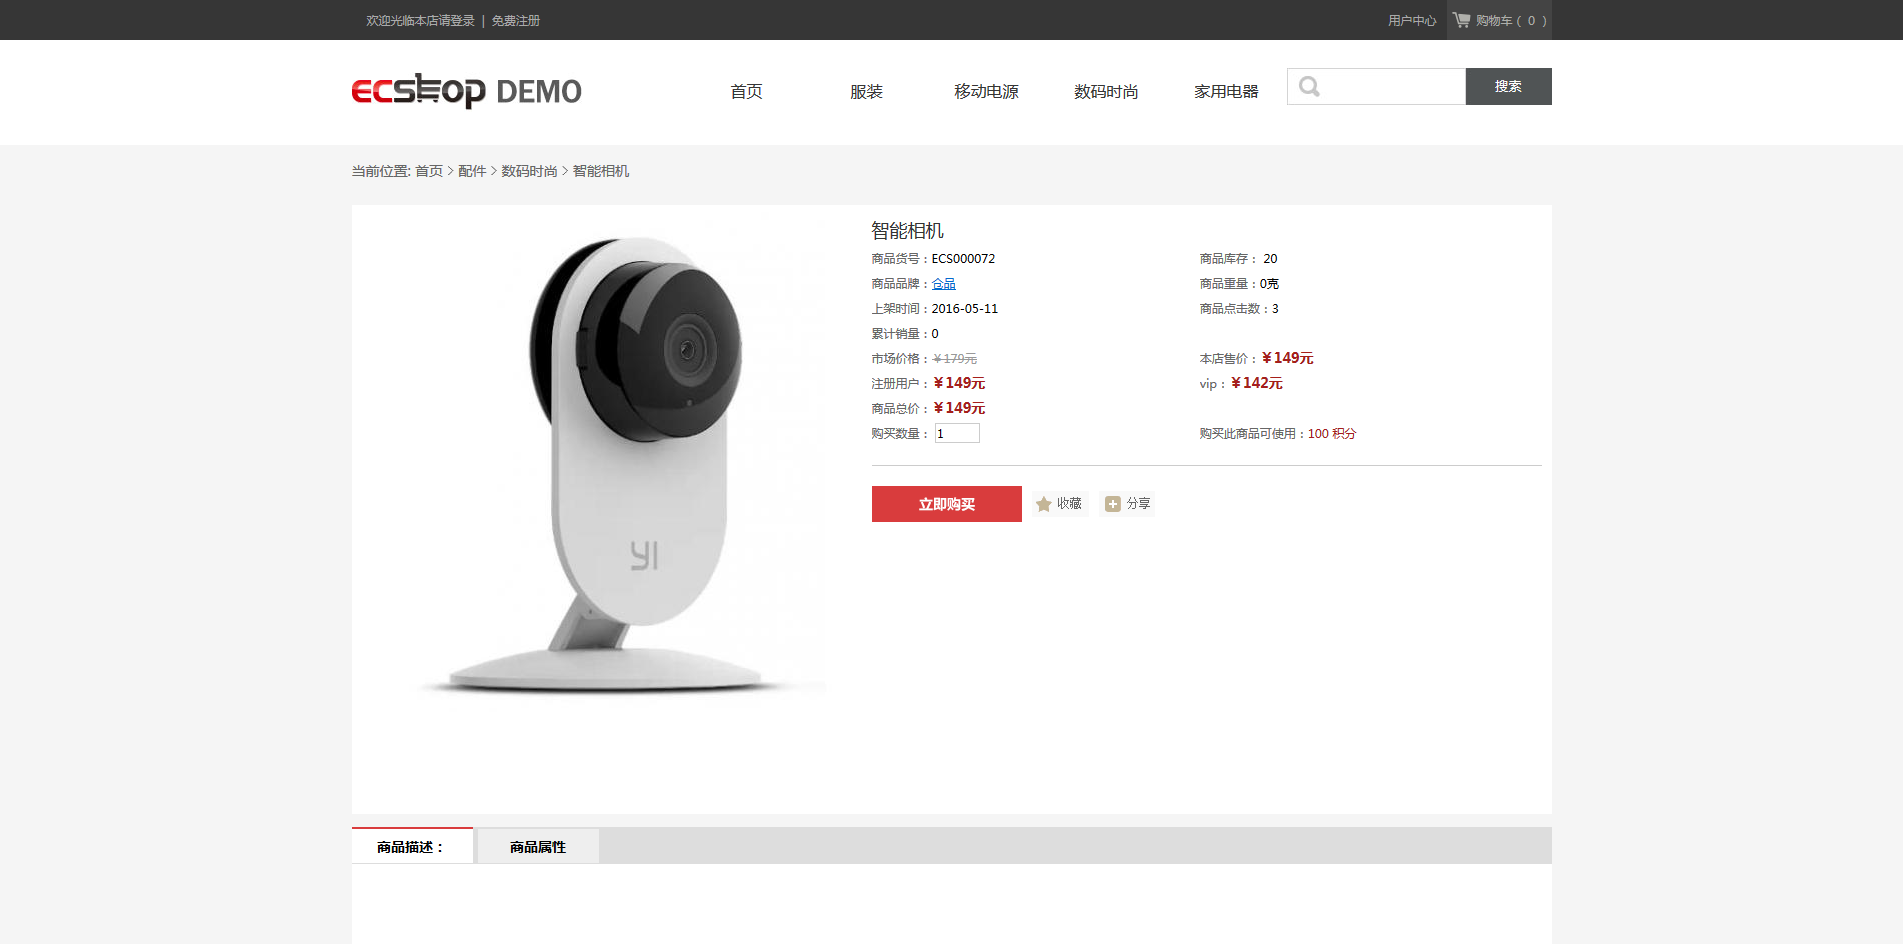 欢迎光临本店请登录 | 免费注册
用户中心 购物车（ 0 ）
ECSHOP DEMO
首页 服装 移动电源 数码时尚 家用电器 搜索
当前位置: 首页 > 配件 > 数码时尚 > 智能相机
智能相机
商品货号：ECS000072 商品库存： 20
商品品牌：仓品 商品重量：0克
上架时间：2016-05-11 商品点击数：3
累计销量：0
市场价格：￥179元 本店售价：￥149元
注册用户：￥149元 vip：￥142元
商品总价：￥149元
购买数量： 1 购买此商品可使用：100 积分
立即购买 收藏 分享
YI
商品描述： 商品属性